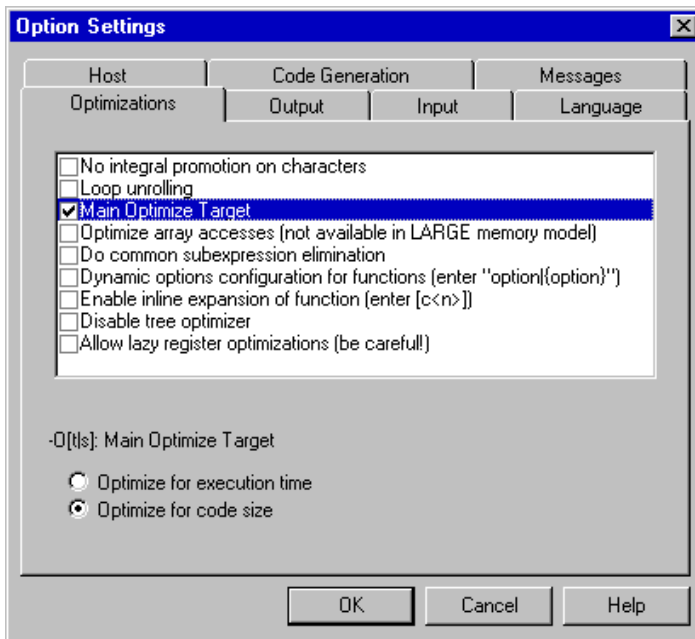 Option Settings
Host Code Generation Messages
Optimizations Output Input Language
No integral promotion on characters
Loop unrolling
Main Optimize Target
Optimize array accesses (not available in LARGE memory model)
Do common subexpression elimination
Dynamic options configuration for functions (enter "option|{option}")
Enable inline expansion of function (enter [c<n>])
Disable tree optimizer
Allow lazy register optimizations (be careful!)
-O[t|s]: Main Optimize Target
Optimize for execution time
Optimize for code size
OK Cancel Help